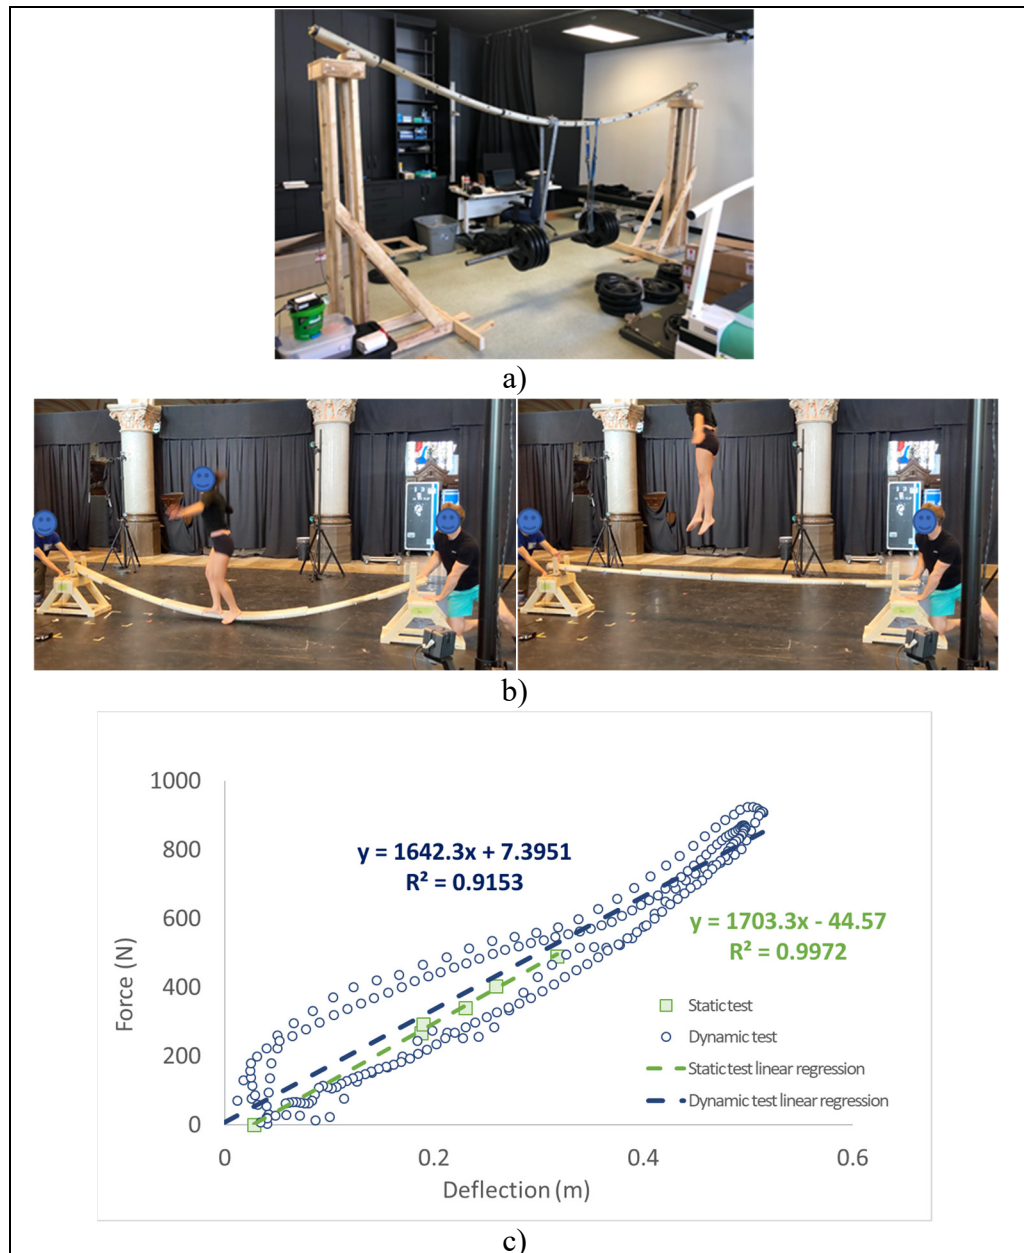 a)
b)
1000
800
600
400
200
0
Force (N)
y = 1642.3x + 7.3951
R² = 0.9153
y = 1703.3x - 44.57
R² = 0.9972
Static test
Dynamic test
Static test linear regression
Dynamic test linear regression
0
0.2
0.4
0.6
Deflection (m)
c)